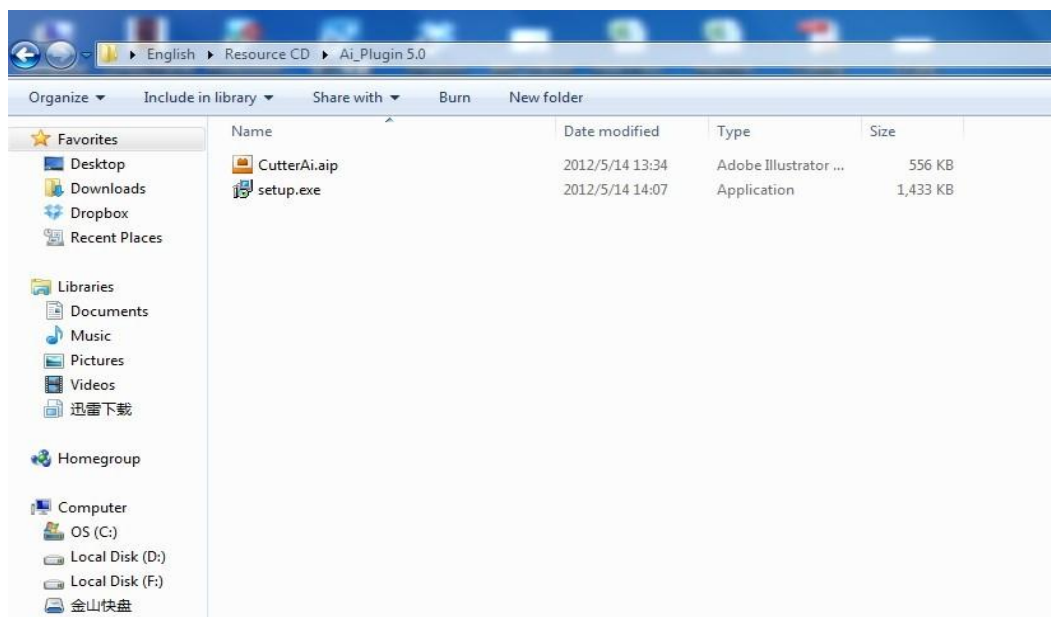 English ▸ Resource CD ▸ Ai_Plugin 5.0
Organize Include in library Share with Burn New folder
Name Date modified Type Size
CutterAi.aip 2012/5/14 13:34 Adobe Illustrator ... 556 KB
setup.exe 2012/5/14 14:07 Application 1,433 KB
Favorites
Desktop
Downloads
Dropbox
Recent Places
Libraries
Documents
Music
Pictures
Videos
迅雷下载
Homegroup
Computer
OS (C:)
Local Disk (D:)
Local Disk (F:)
金山快盘